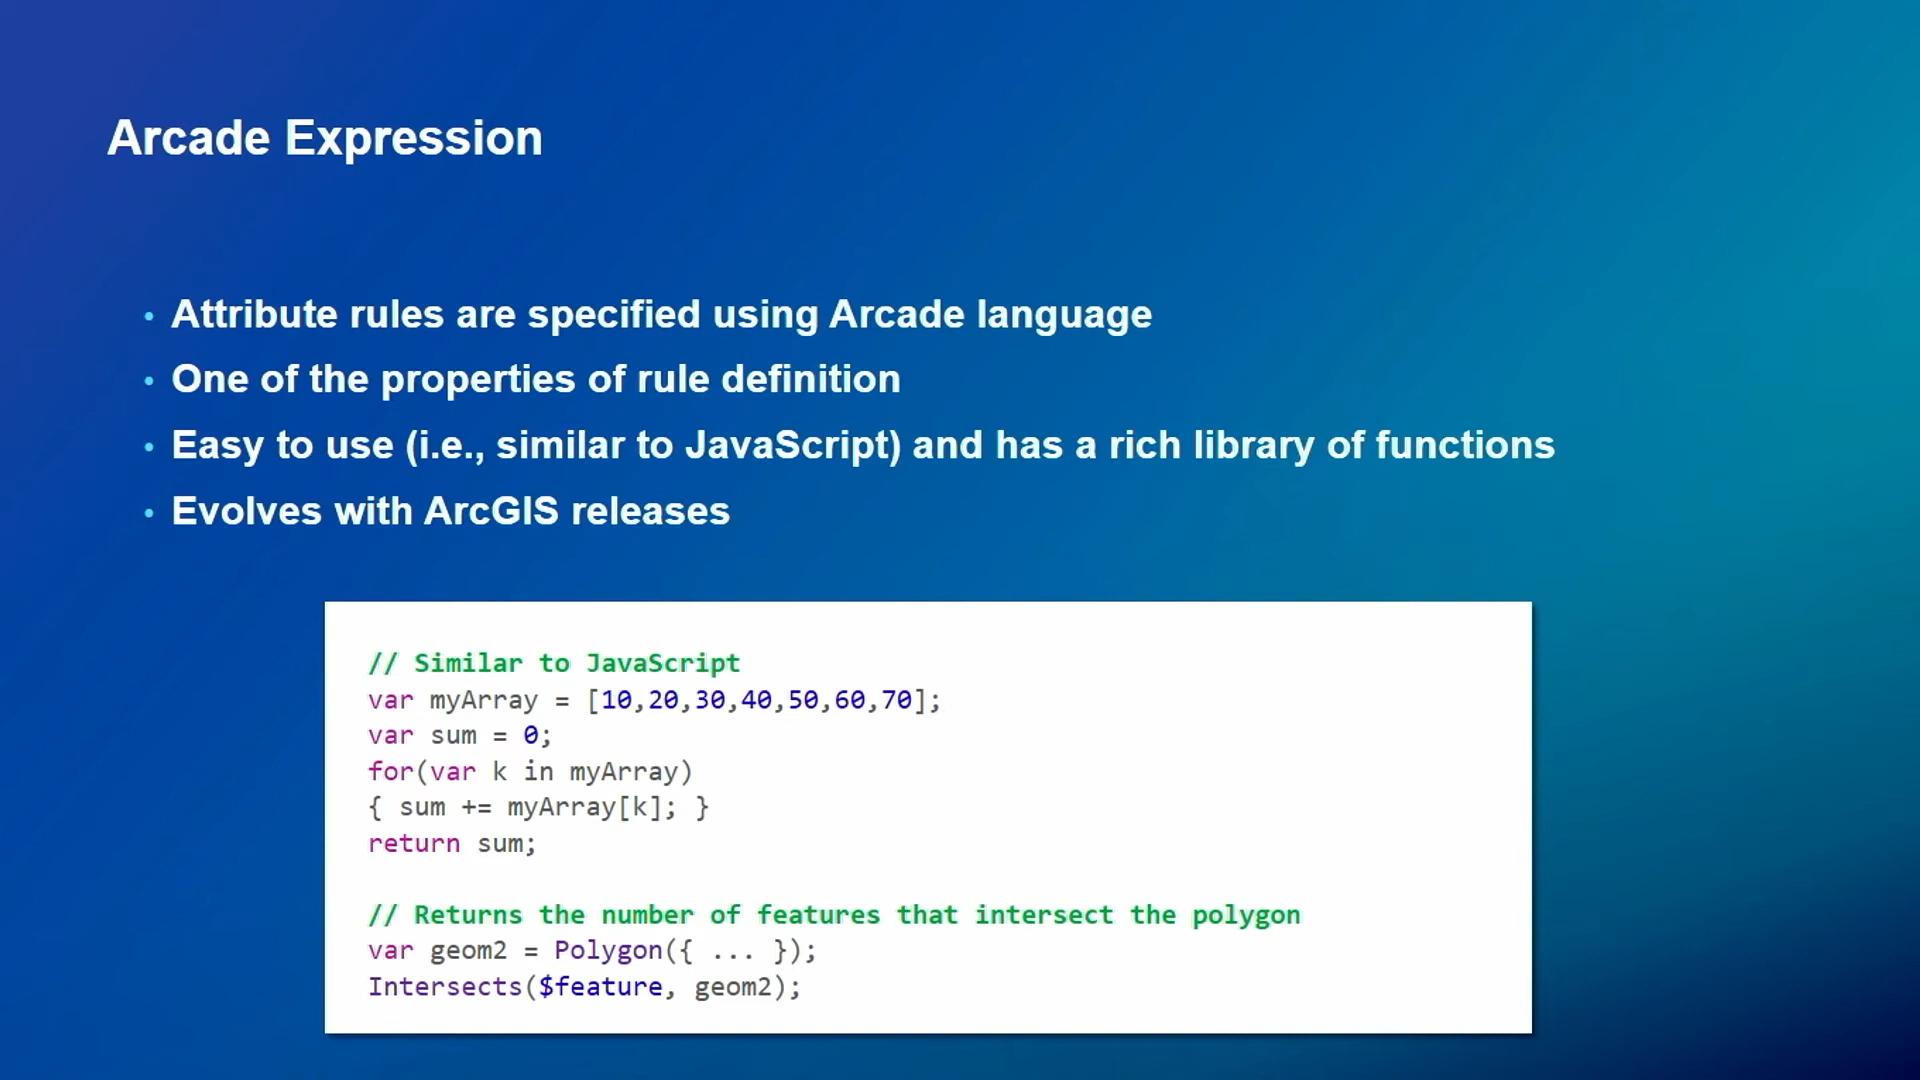 Arcade Expression
• Attribute rules are specified using Arcade language
• One of the properties of rule definition
• Easy to use (i.e., similar to JavaScript) and has a rich library of functions
• Evolves with ArcGIS releases
// Similar to JavaScript
var myArray = [10,20,30,40,50,60,70];
var sum = 0;
for(var k in myArray)
{ sum += myArray[k]; }
return sum;
// Returns the number of features that intersect the polygon
var geom2 = Polygon({ ... });
Intersects($feature, geom2);